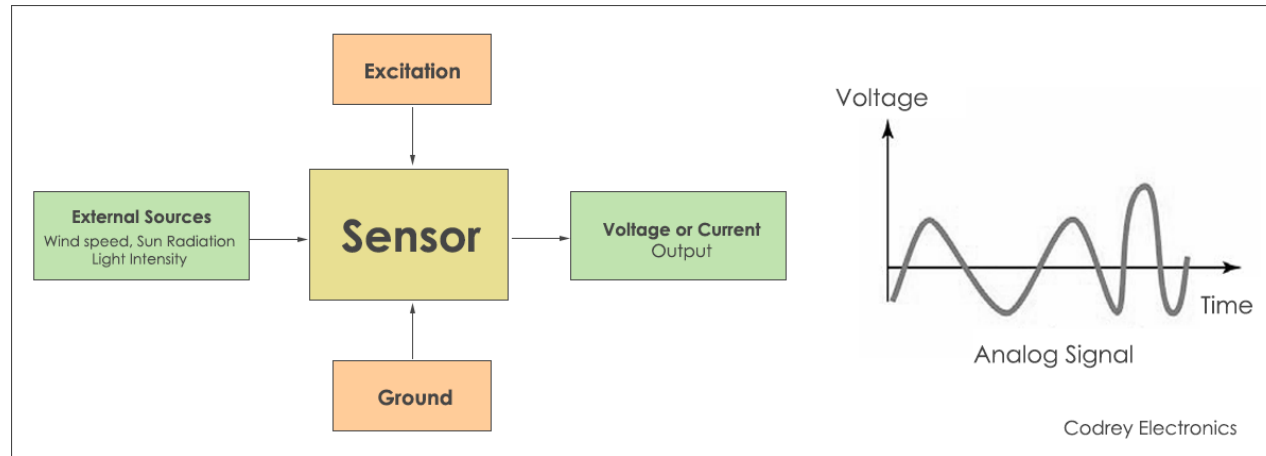 Excitation
External Sources
Wind speed, Sun Radiation
Light Intensity
Sensor
Voltage or Current
Output
Ground
Voltage
Time
Analog Signal
Codrey Electronics